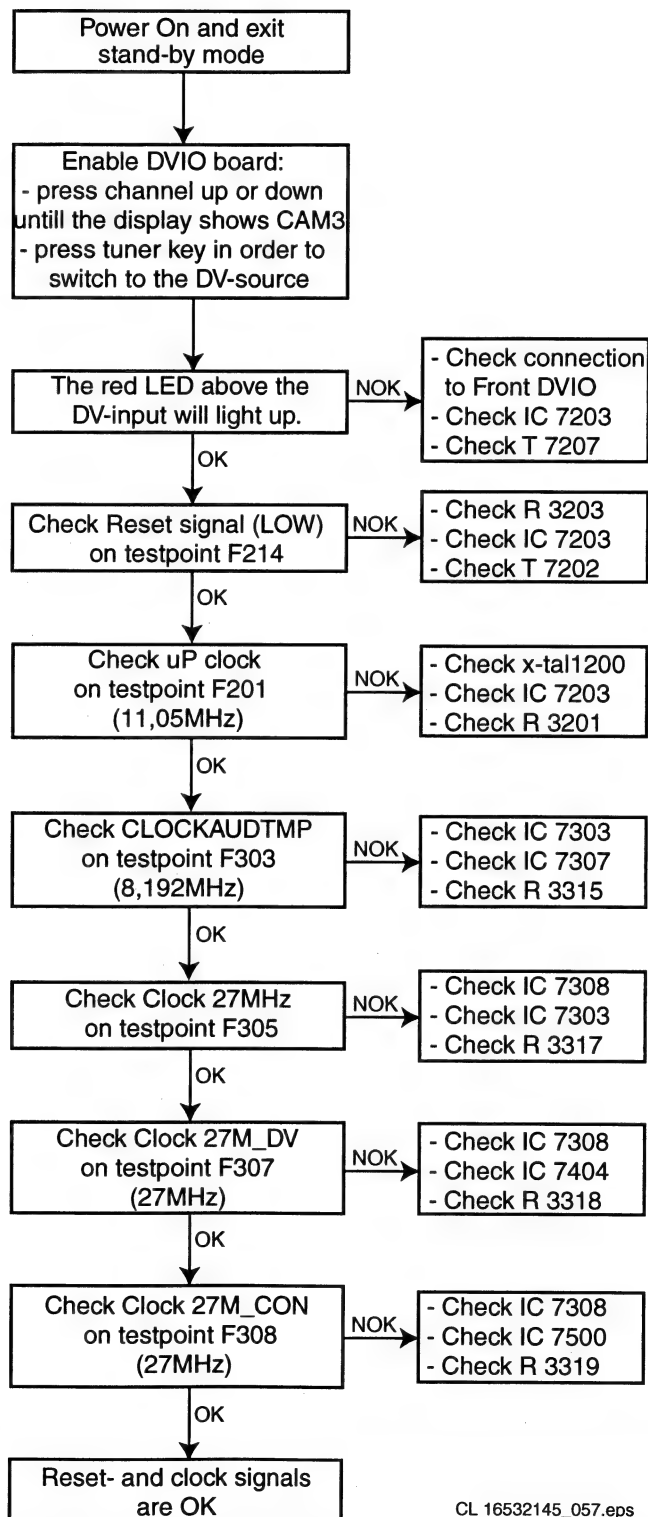 Power On and exit
stand-by mode
Enable DVIO board:
- press channel up or down
untill the display shows CAM3
- press tuner key in order to
switch to the DV-source
The red LED above the
DV-input will light up.
NOK
- Check connection
to Front DVIO
- Check IC 7203
- Check T 7207
OK
Check Reset signal (LOW)
on testpoint F214
NOK
- Check R 3203
- Check IC 7203
- Check T 7202
OK
Check uP clock
on testpoint F201
(11,05MHz)
NOK
- Check x-tal1200
- Check IC 7203
- Check R 3201
OK
Check CLOCKAUDTMP
on testpoint F303
(8,192MHz)
NOK
- Check IC 7303
- Check IC 7307
- Check R 3315
OK
Check Clock 27MHz
on testpoint F305
NOK
- Check IC 7308
- Check IC 7303
- Check R 3317
OK
Check Clock 27M_DV
on testpoint F307
(27MHz)
NOK
- Check IC 7308
- Check IC 7404
- Check R 3318
OK
Check Clock 27M_CON
on testpoint F308
(27MHz)
NOK
- Check IC 7308
- Check IC 7500
- Check R 3319
OK
Reset- and clock signals
are OK
CL 16532145_057.eps